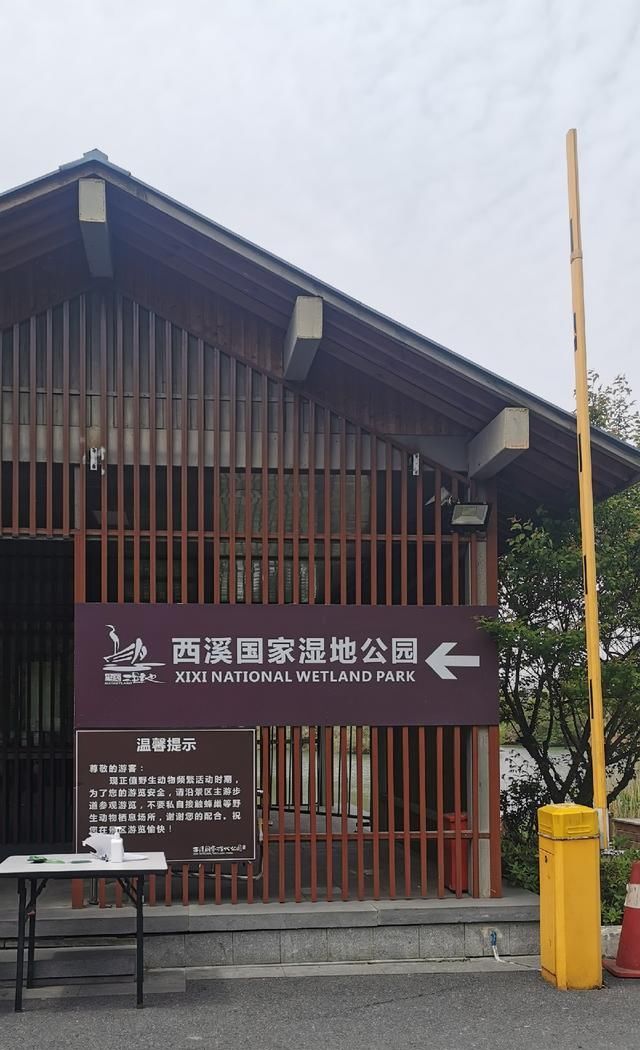 西溪国家湿地公园
XIXI NATIONAL WETLAND PARK
温馨提示
尊敬的游客：
现正值野生动物频繁活动时期，
为了您的游览安全，请沿景区主游步
道参观游览，不要私自接触蜂巢等野
生动物栖息场所，谢谢您的配合。祝
您在景区游览愉快！